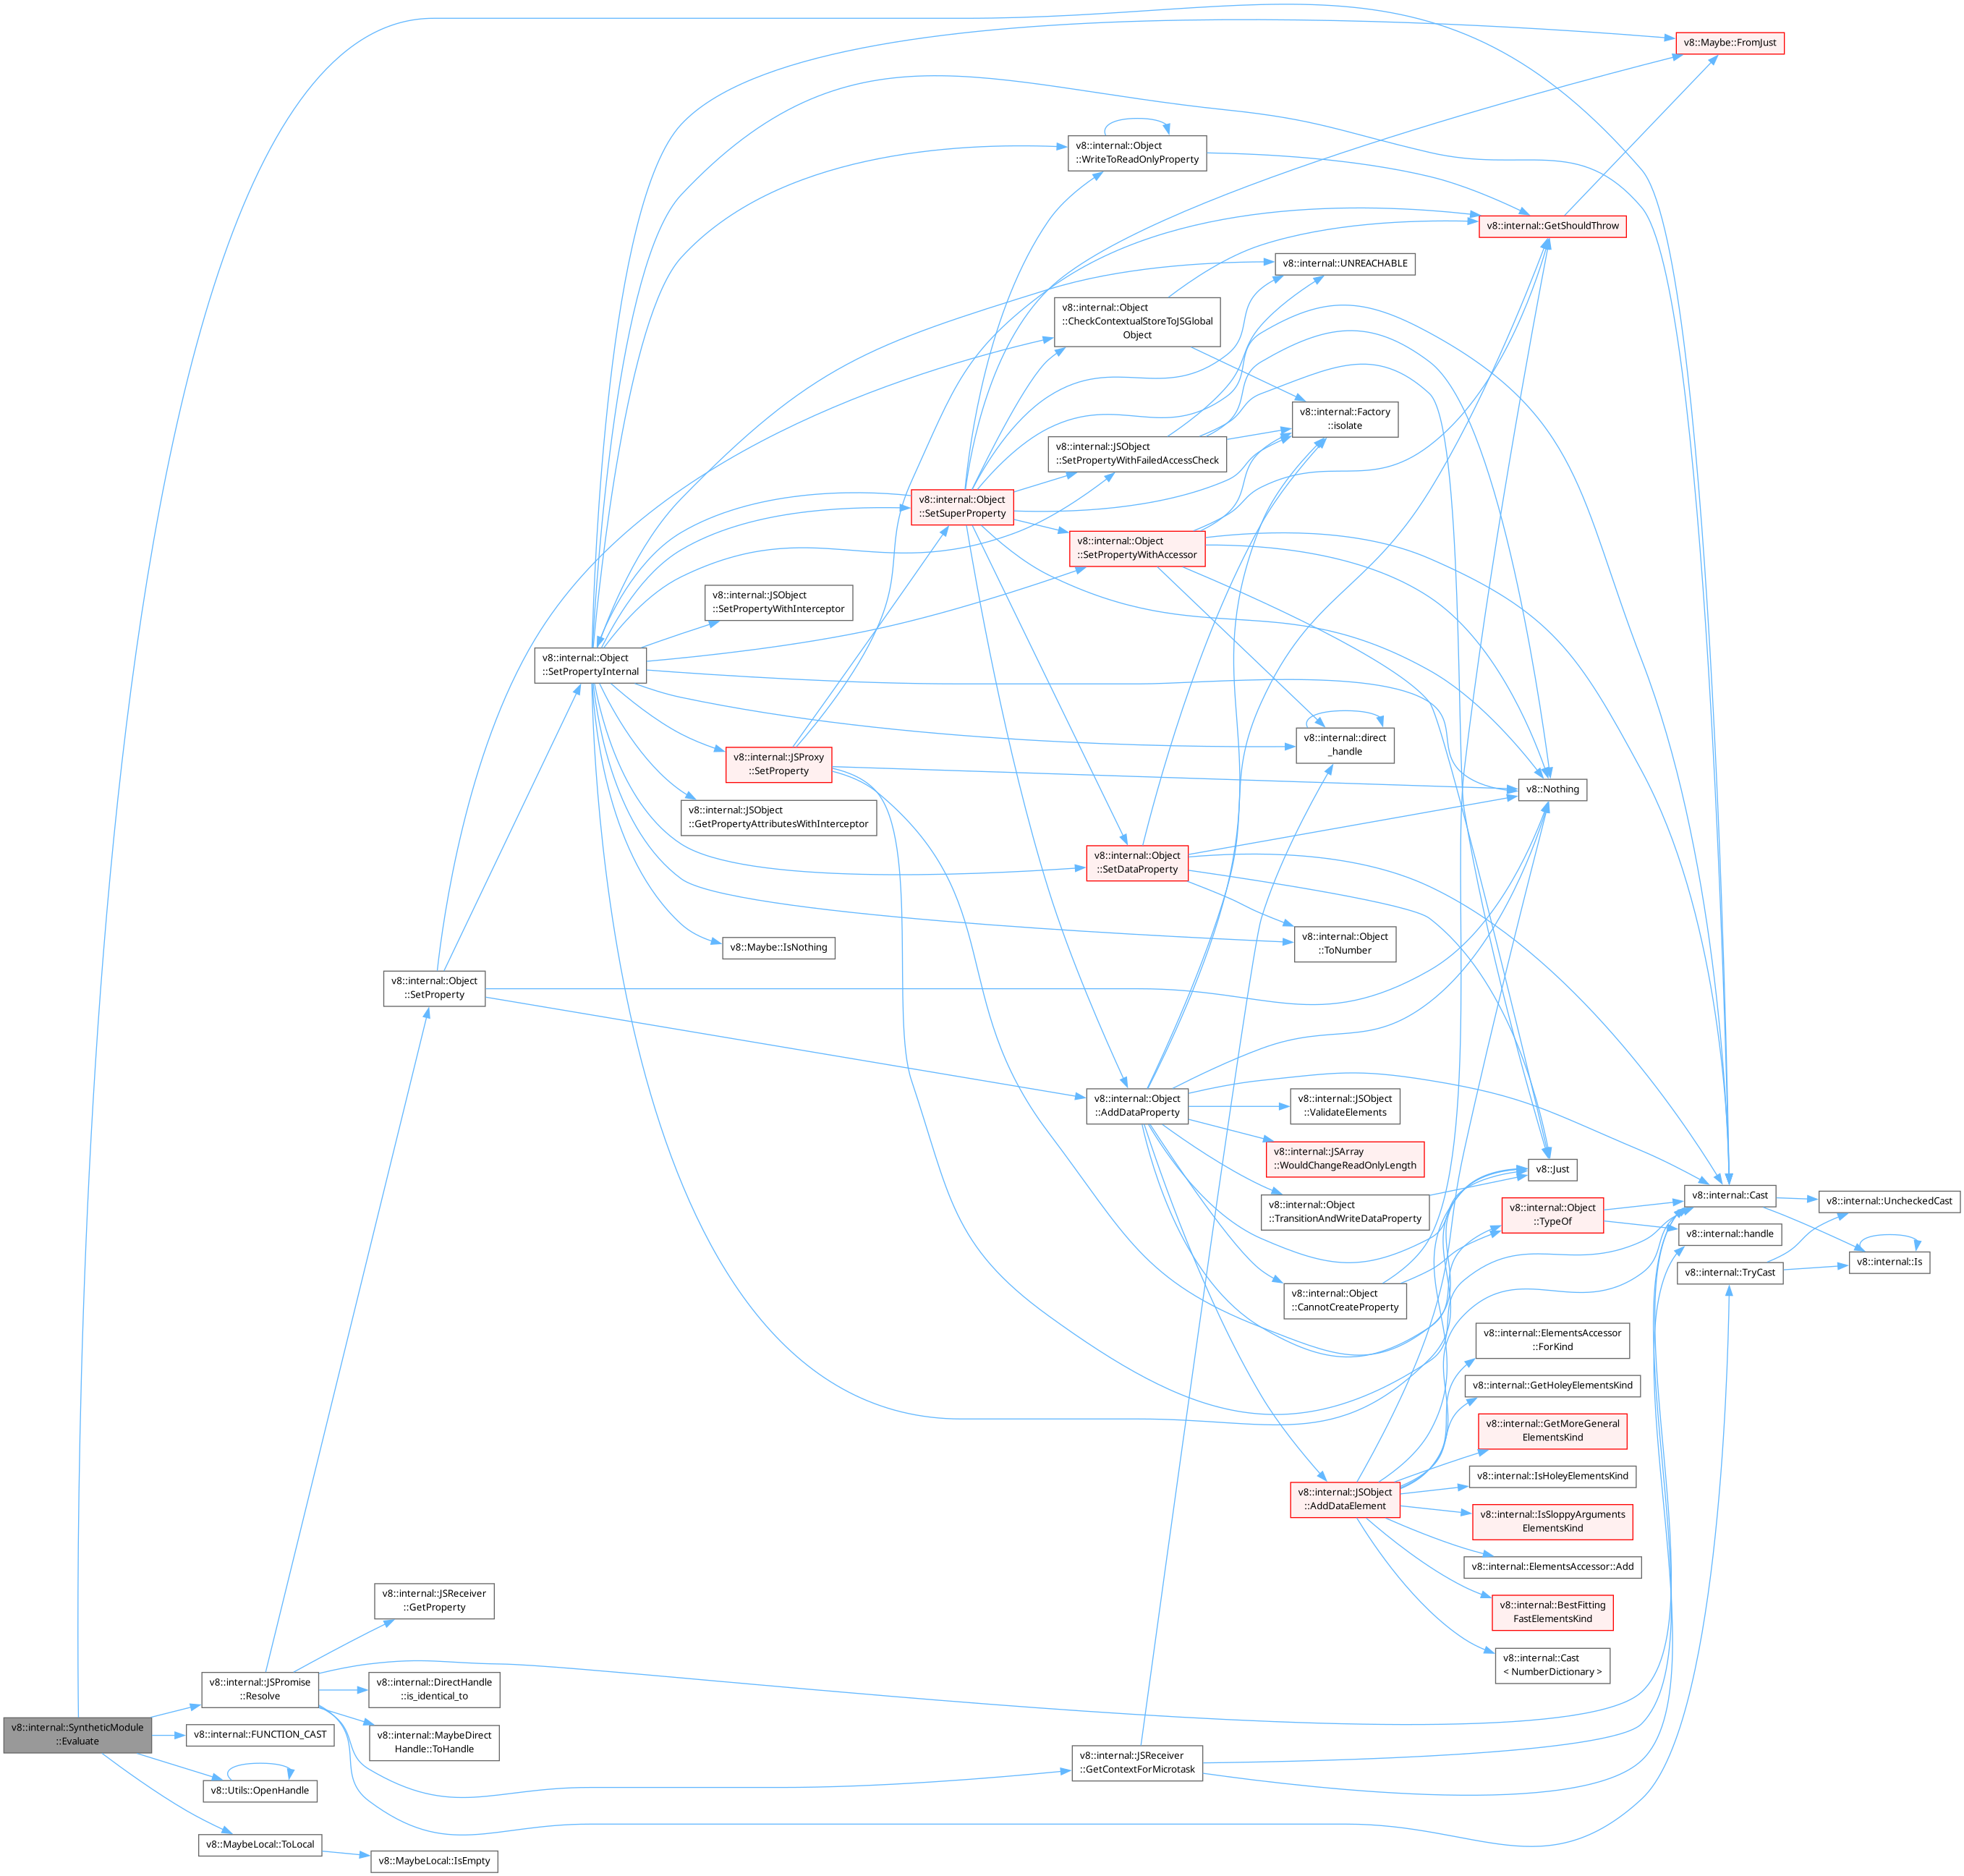 v8::Maybe::FromJust
v8::internal::Object
::WriteToReadOnlyProperty
v8::internal::GetShouldThrow
v8::internal::UNREACHABLE
v8::internal::Object
::CheckContextualStoreToJSGlobal
Object
v8::internal::Factory
::isolate
v8::internal::JSObject
::SetPropertyWithFailedAccessCheck
v8::internal::Object
::SetSuperProperty
v8::internal::Object
::SetPropertyWithAccessor
v8::internal::JSObject
::SetPropertyWithInterceptor
v8::internal::Object
::SetPropertyInternal
v8::internal::direct
_handle
v8::internal::JSProxy
::SetProperty
v8::Nothing
v8::internal::JSObject
::GetPropertyAttributesWithInterceptor
v8::internal::Object
::SetDataProperty
v8::internal::Object
::ToNumber
v8::Maybe::IsNothing
v8::internal::Object
::SetProperty
v8::internal::Object
::AddDataProperty
v8::internal::JSObject
::ValidateElements
v8::internal::JSArray
::WouldChangeReadOnlyLength
v8::Just
v8::internal::Cast
v8::internal::UncheckedCast
v8::internal::Object
::TransitionAndWriteDataProperty
v8::internal::Object
::TypeOf
v8::internal::handle
v8::internal::Is
v8::internal::TryCast
v8::internal::Object
::CannotCreateProperty
v8::internal::ElementsAccessor
::ForKind
v8::internal::GetHoleyElementsKind
v8::internal::GetMoreGeneral
ElementsKind
v8::internal::IsHoleyElementsKind
v8::internal::JSObject
::AddDataElement
v8::internal::IsSloppyArguments
ElementsKind
v8::internal::ElementsAccessor::Add
v8::internal::BestFitting
FastElementsKind
v8::internal::Cast
< NumberDictionary >
v8::internal::JSReceiver
::GetProperty
v8::internal::JSPromise
::Resolve
v8::internal::DirectHandle
::is_identical_to
v8::internal::SyntheticModule
::Evaluate
v8::internal::FUNCTION_CAST
v8::internal::MaybeDirect
Handle::ToHandle
v8::internal::JSReceiver
::GetContextForMicrotask
v8::Utils::OpenHandle
v8::MaybeLocal::ToLocal
v8::MaybeLocal::IsEmpty